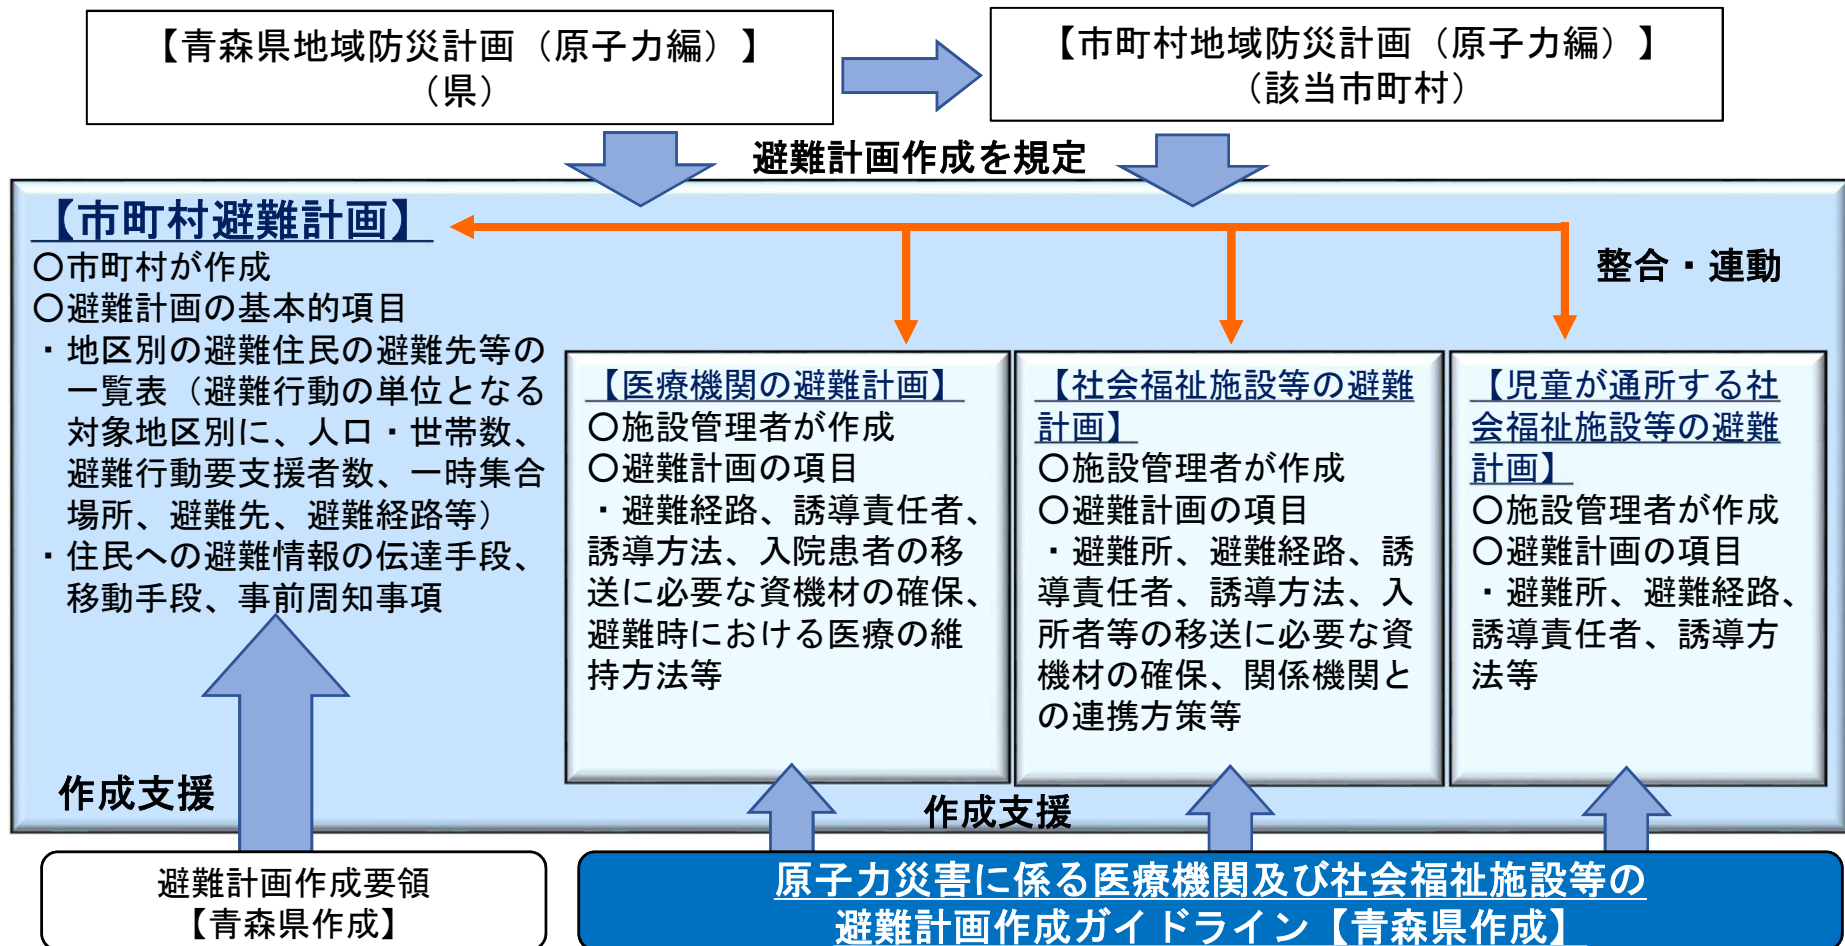 【青森県地域防災計画（原子力編）】
（県）
【市町村地域防災計画（原子力編）】
（該当市町村）
避難計画作成を規定
【市町村避難計画】
〇市町村が作成
〇避難計画の基本的項目
・地区別の避難住民の避難先等の
一覧表（避難行動の単位となる
対象地区別に、人口・世帯数、
避難行動要支援者数、一時集合
場所、避難先、避難経路等）
・住民への避難情報の伝達手段、
移動手段、事前周知事項
整合・連動
【医療機関の避難計画】
〇施設管理者が作成
〇避難計画の項目
・避難経路、誘導責任者、
誘導方法、入院患者の移
送に必要な資機材の確保、
避難時における医療の維
持方法等
【社会福祉施設等の避難
計画】
〇施設管理者が作成
〇避難計画の項目
・避難所、避難経路、誘
導責任者、誘導方法、入
所者等の移送に必要な資
機材の確保、関係機関と
の連携方策等
【児童が通所する社
会福祉施設等の避難
計画】
〇施設管理者が作成
〇避難計画の項目
・避難所、避難経路、
誘導責任者、誘導方
法等
作成支援
作成支援
避難計画作成要領
【青森県作成】
原子力災害に係る医療機関及び社会福祉施設等の
避難計画作成ガイドライン【青森県作成】